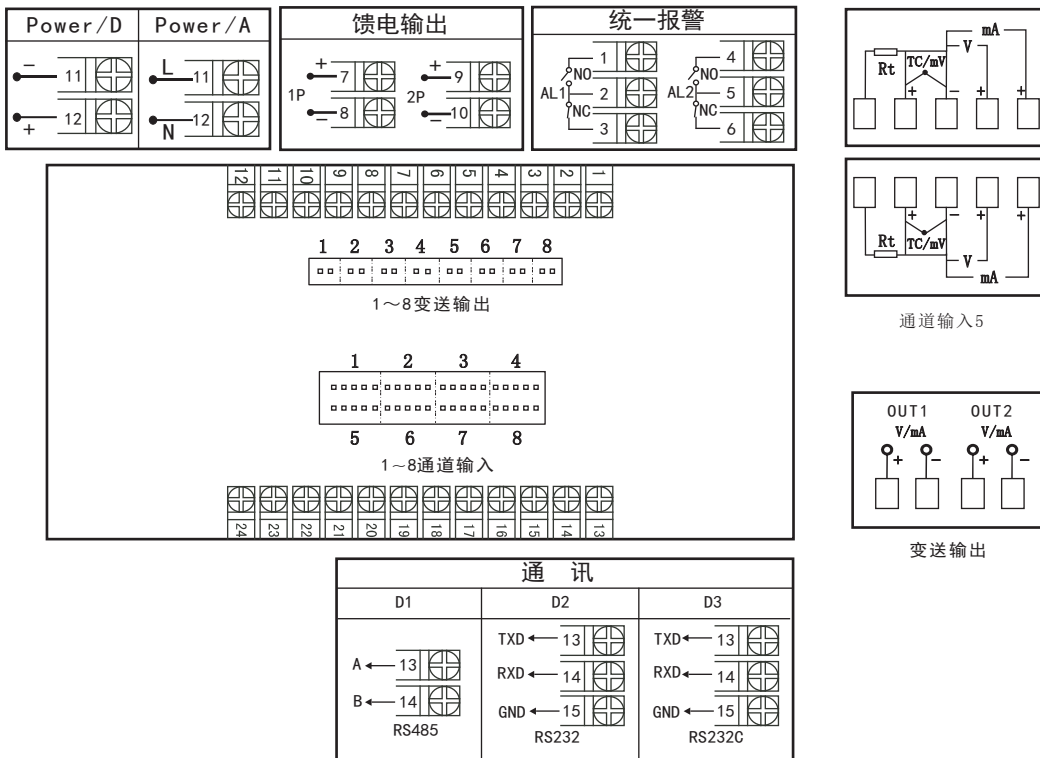 Power/D Power/A
− 11 L 11
+ 12 N 12
馈电输出
+ 7 + 9
1P 2P
− 8 − 10
统一报警
1 4
NO NO
AL1 2 AL2 5
NC NC
3 6
mA
V
Rt TC/mV
+ − + +
12 11 10 9 8 7 6 5 4 3 2 1
1 2 3 4 5 6 7 8
1～8变送输出
1 2 3 4
5 6 7 8
1～8通道输入
24 23 22 21 20 19 18 17 16 15 14 13
+ − + +
Rt TC/mV
V
mA
通道输入5
OUT1 OUT2
V/mA V/mA
+ − + −
变送输出
通 讯
D1 D2 D3
A 13
B 14
RS485
TXD 13
RXD 14
GND 15
RS232
TXD 13
RXD 14
GND 15
RS232C